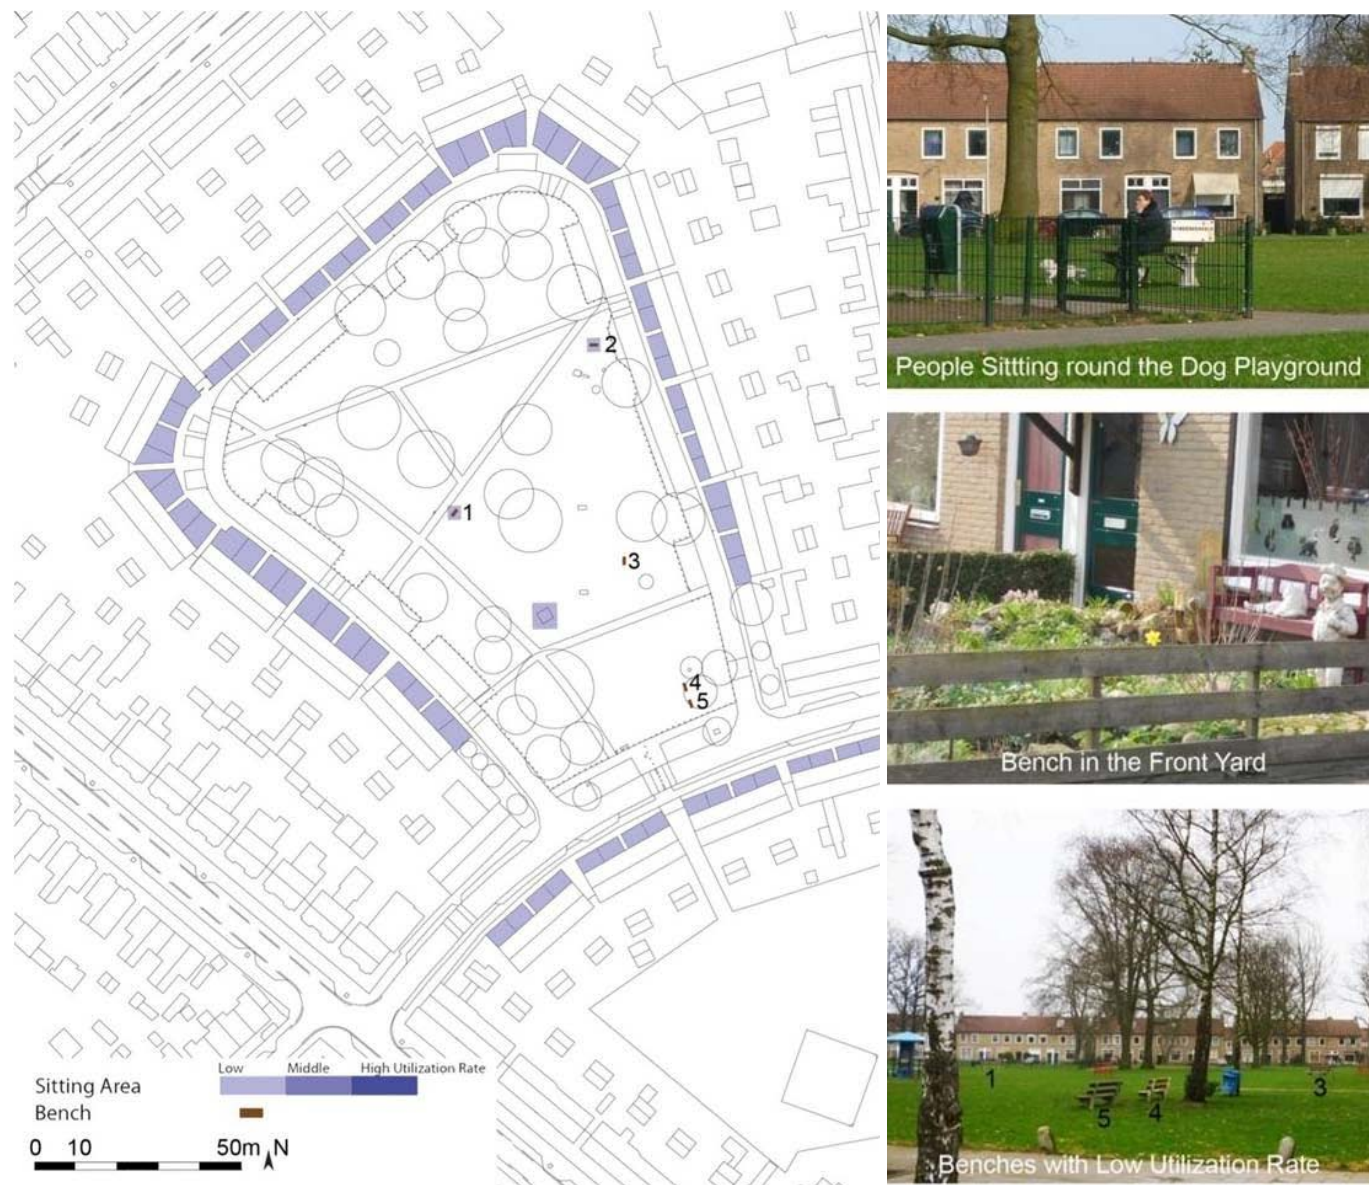 2
1
3
4
5
Low Middle High Utilization Rate
Sitting Area
Bench
0 10 50m N
People Sittting round the Dog Playground
Bench in the Front Yard
1
3
5
4
Benches with Low Utilization Rate